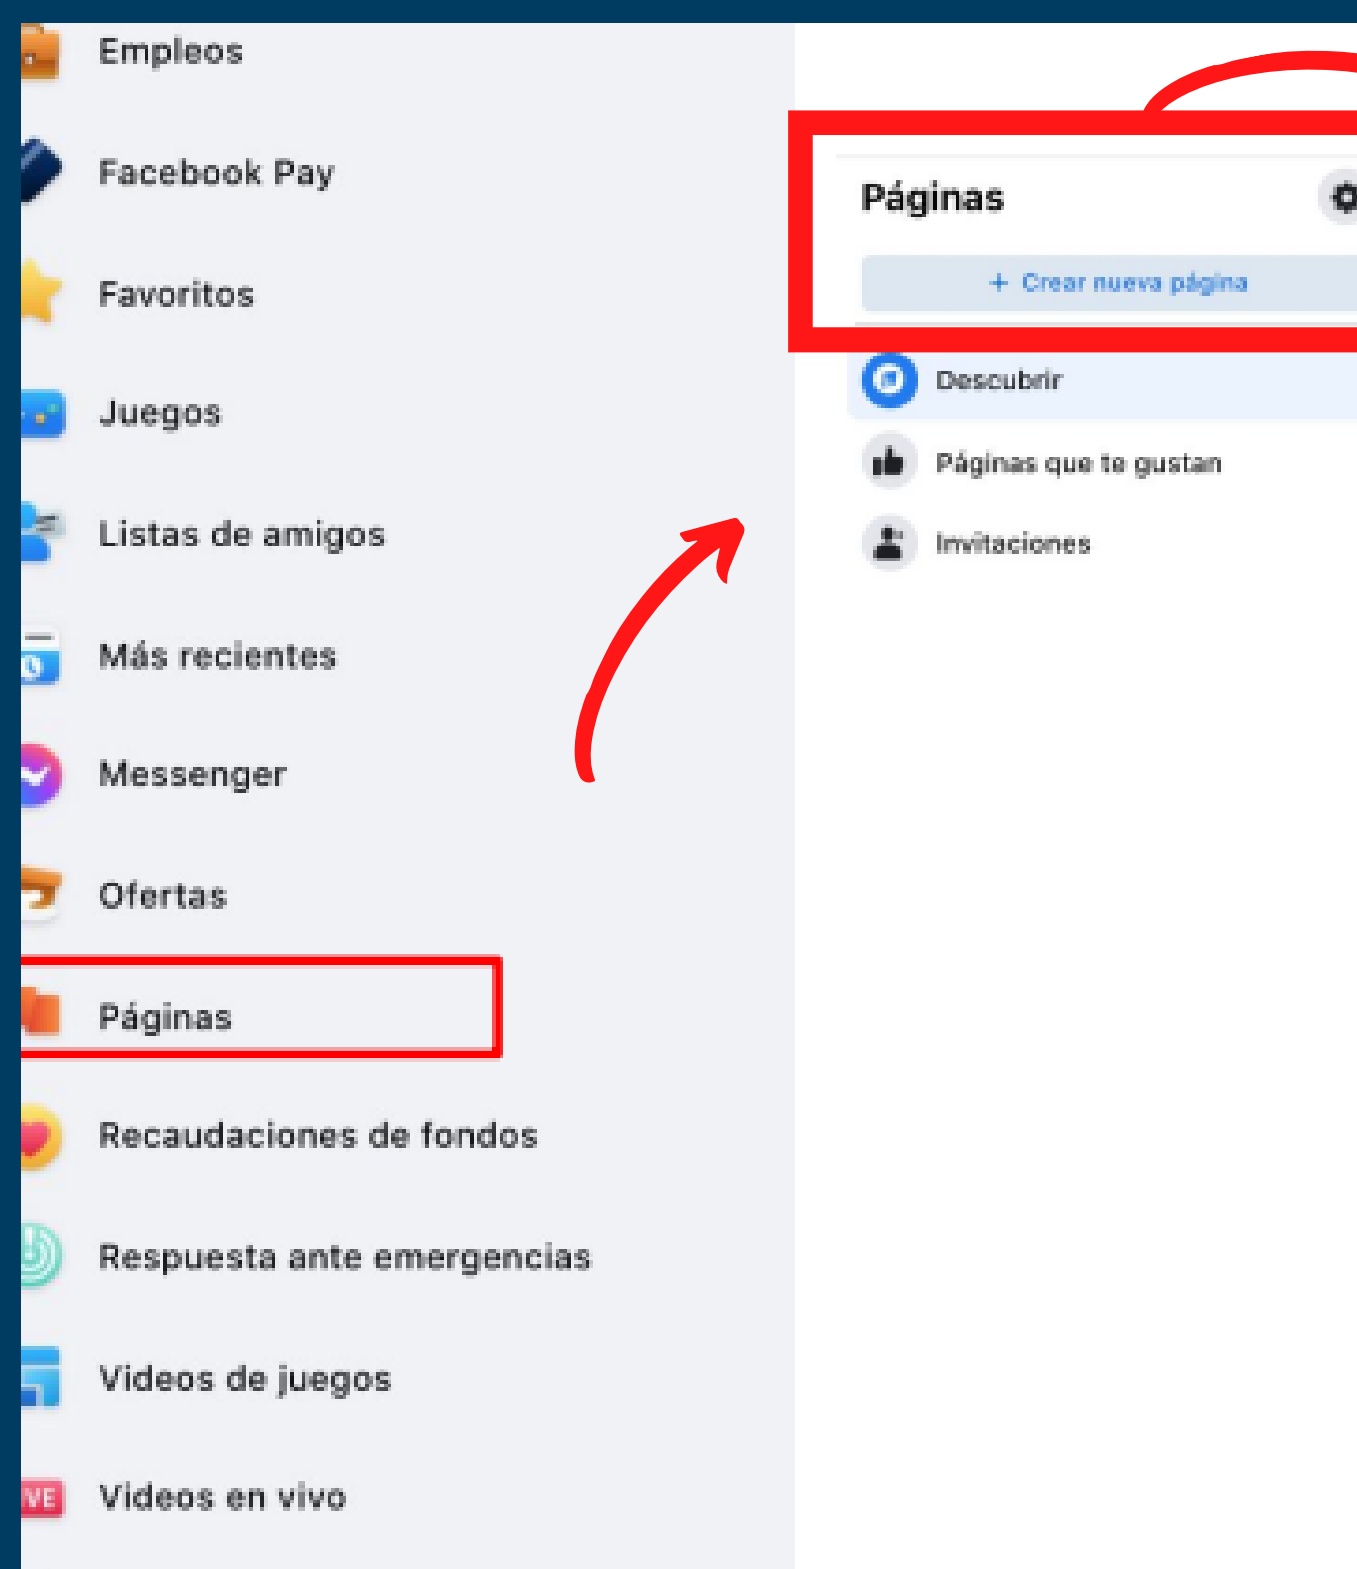 Empleos
Facebook Pay
Favoritos
Juegos
Listas de amigos
Más recientes
Messenger
Ofertas
Páginas
Recaudaciones de fondos
Respuesta ante emergencias
Videos de juegos
VE
Videos en vivo
Páginas
+ Crear nueva página
Descubrir
Páginas que te gustan
Invitaciones